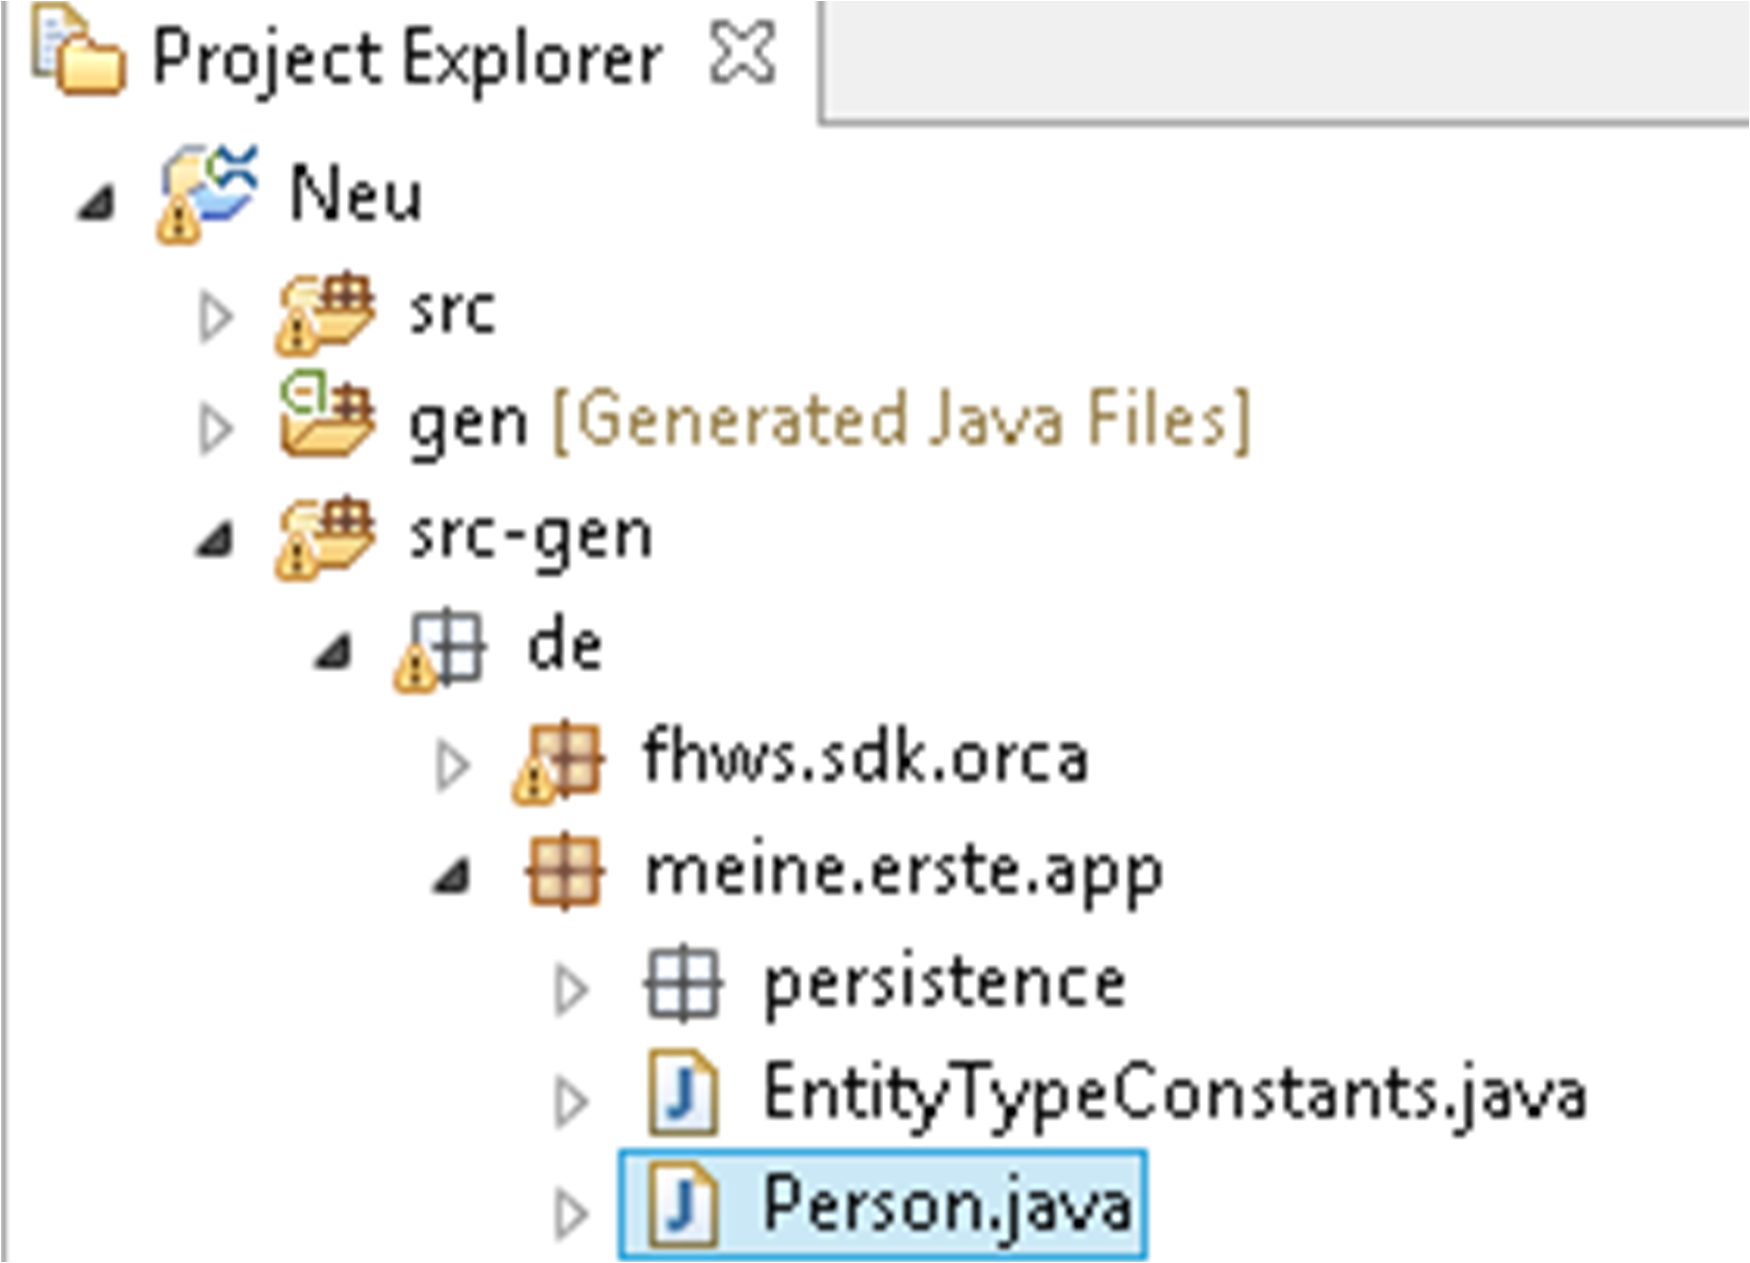 Project Explorer
Neu
src
gen [Generated Java Files]
src-gen
de
fhws.sdk.orca
meine.erste.app
persistence
EntityTypeConstants.java
Person.java